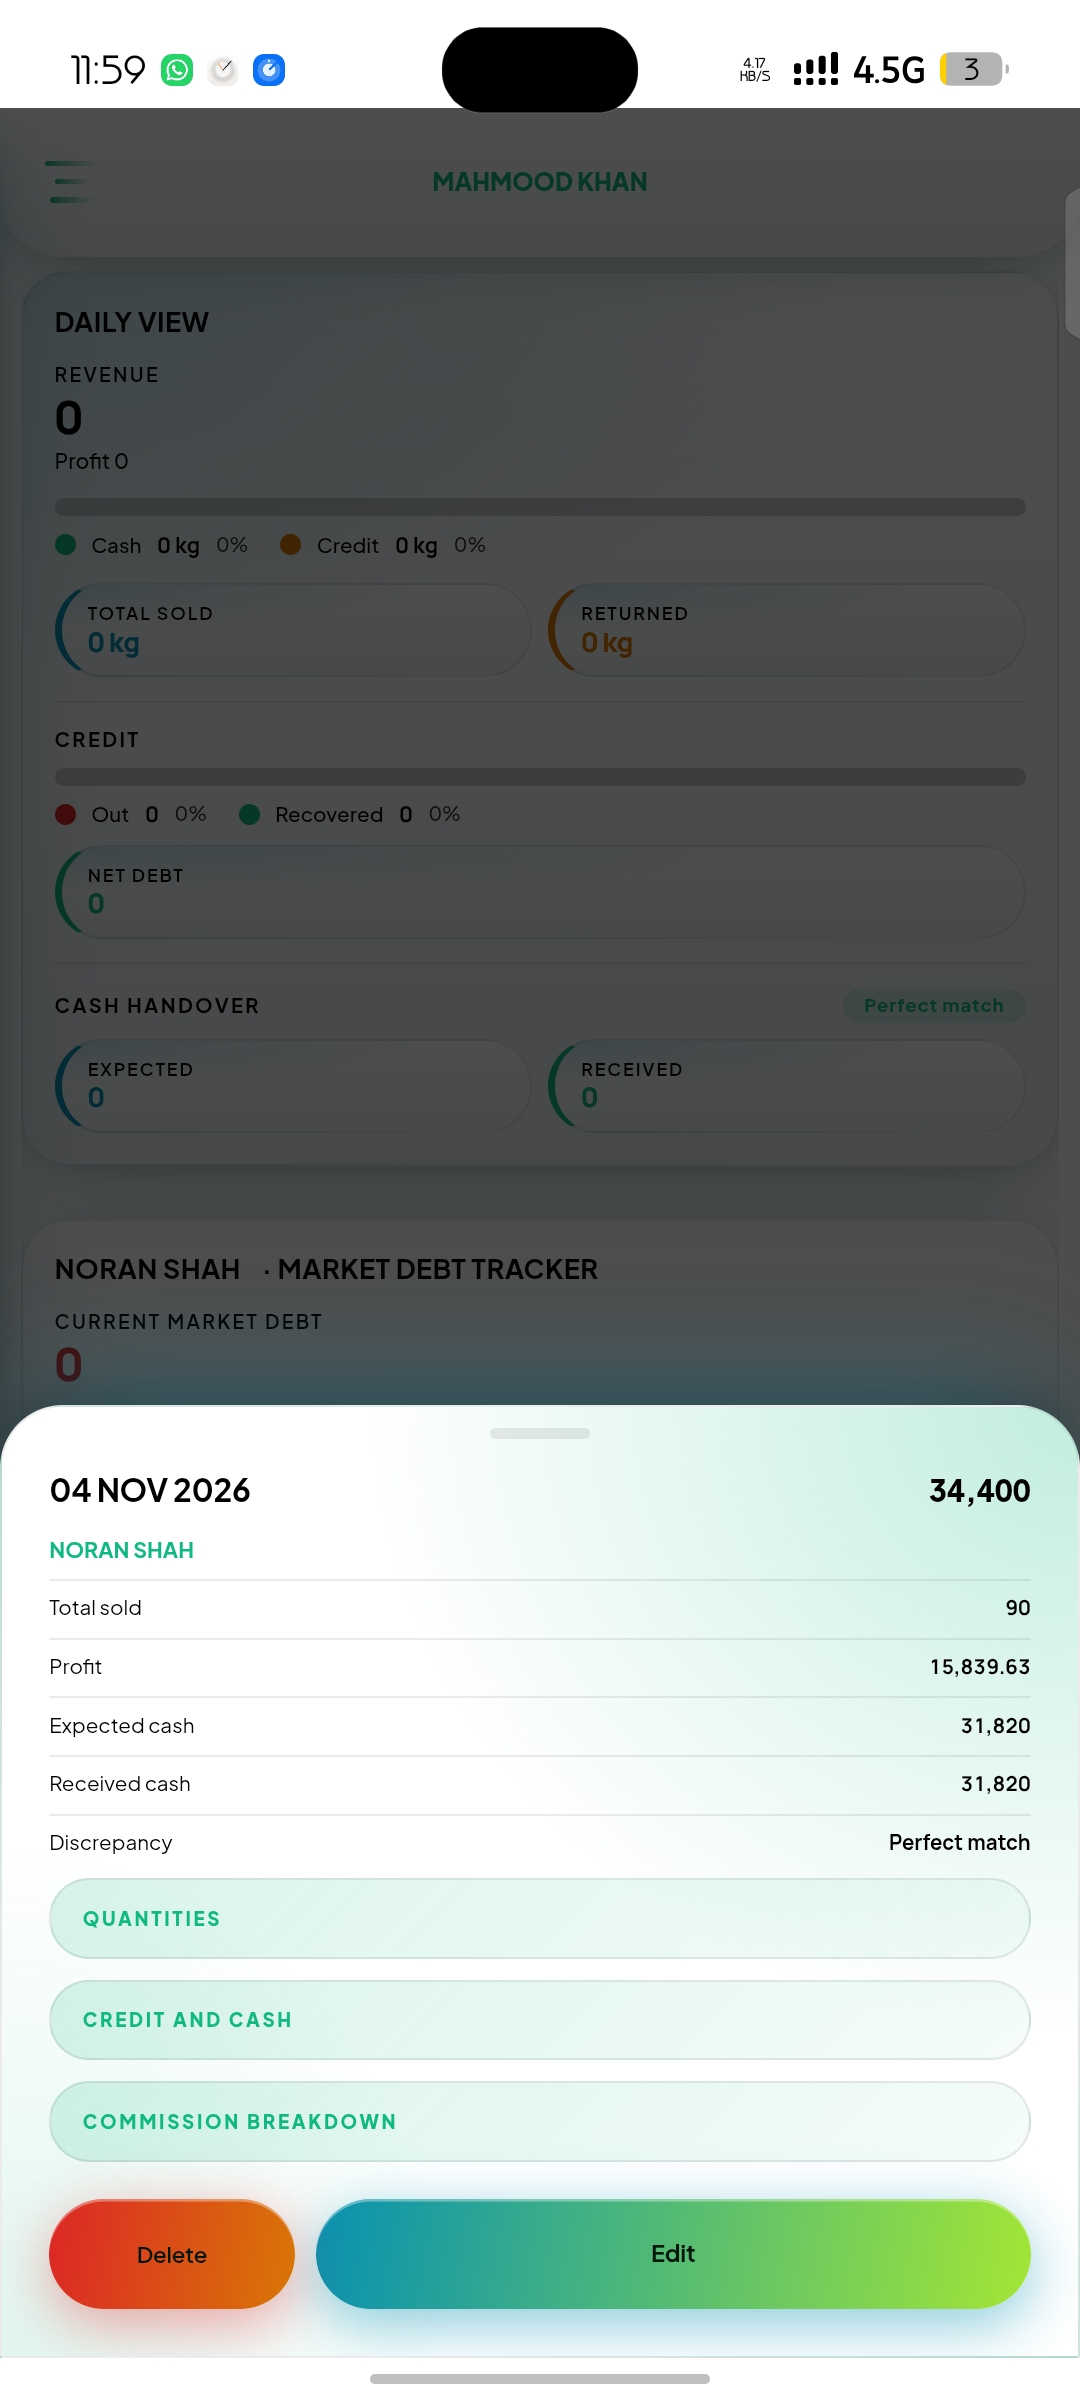 11:59
4.17
KB/S
4.5G
3
MAHMOOD KHAN
DAILY VIEW
REVENUE
0
Profit 0
Cash 0 kg 0% Credit 0 kg 0%
TOTAL SOLD
0 kg
RETURNED
0 kg
CREDIT
Out 0 0% Recovered 0 0%
NET DEBT
0
CASH HANDOVER
Perfect match
EXPECTED
0
RECEIVED
0
NORAN SHAH · MARKET DEBT TRACKER
CURRENT MARKET DEBT
0
04 NOV 2026 34,400
NORAN SHAH
Total sold 90
Profit 15,839.63
Expected cash 31,820
Received cash 31,820
Discrepancy Perfect match
QUANTITIES
CREDIT AND CASH
COMMISSION BREAKDOWN
Delete Edit